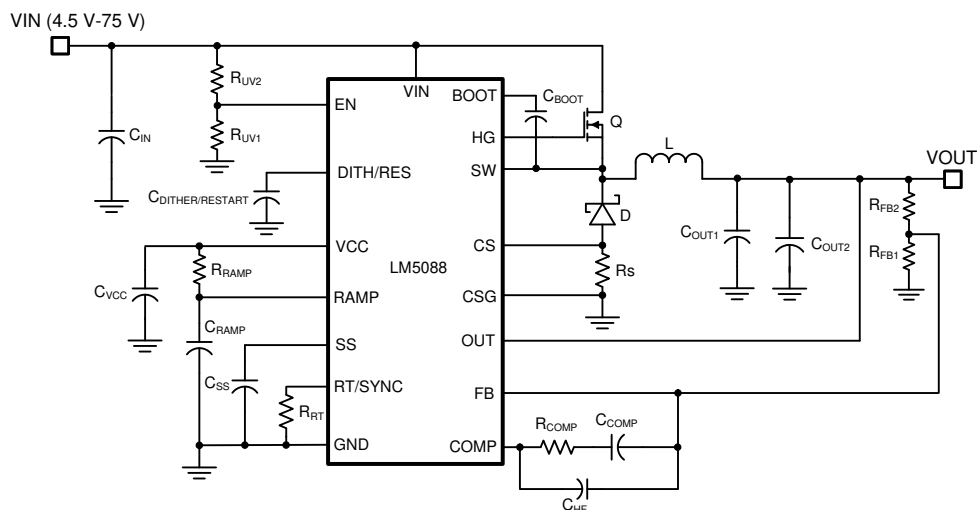 VIN (4.5 V-75 V)
RUV2
RUV1
CIN
VIN
EN
DITH/RES
CDITHER/RESTART
VCC
RRAMP
CVCC
RAMP
CRAMP
SS
CSS
RT/SYNC
RRT
GND
LM5088
BOOT
CBOOT
HG
Q
SW
L
VOUT
D
CS
Rs
CSG
COUT1
COUT2
RFB2
RFB1
OUT
FB
COMP
RCOMP
CCOMP
CHF